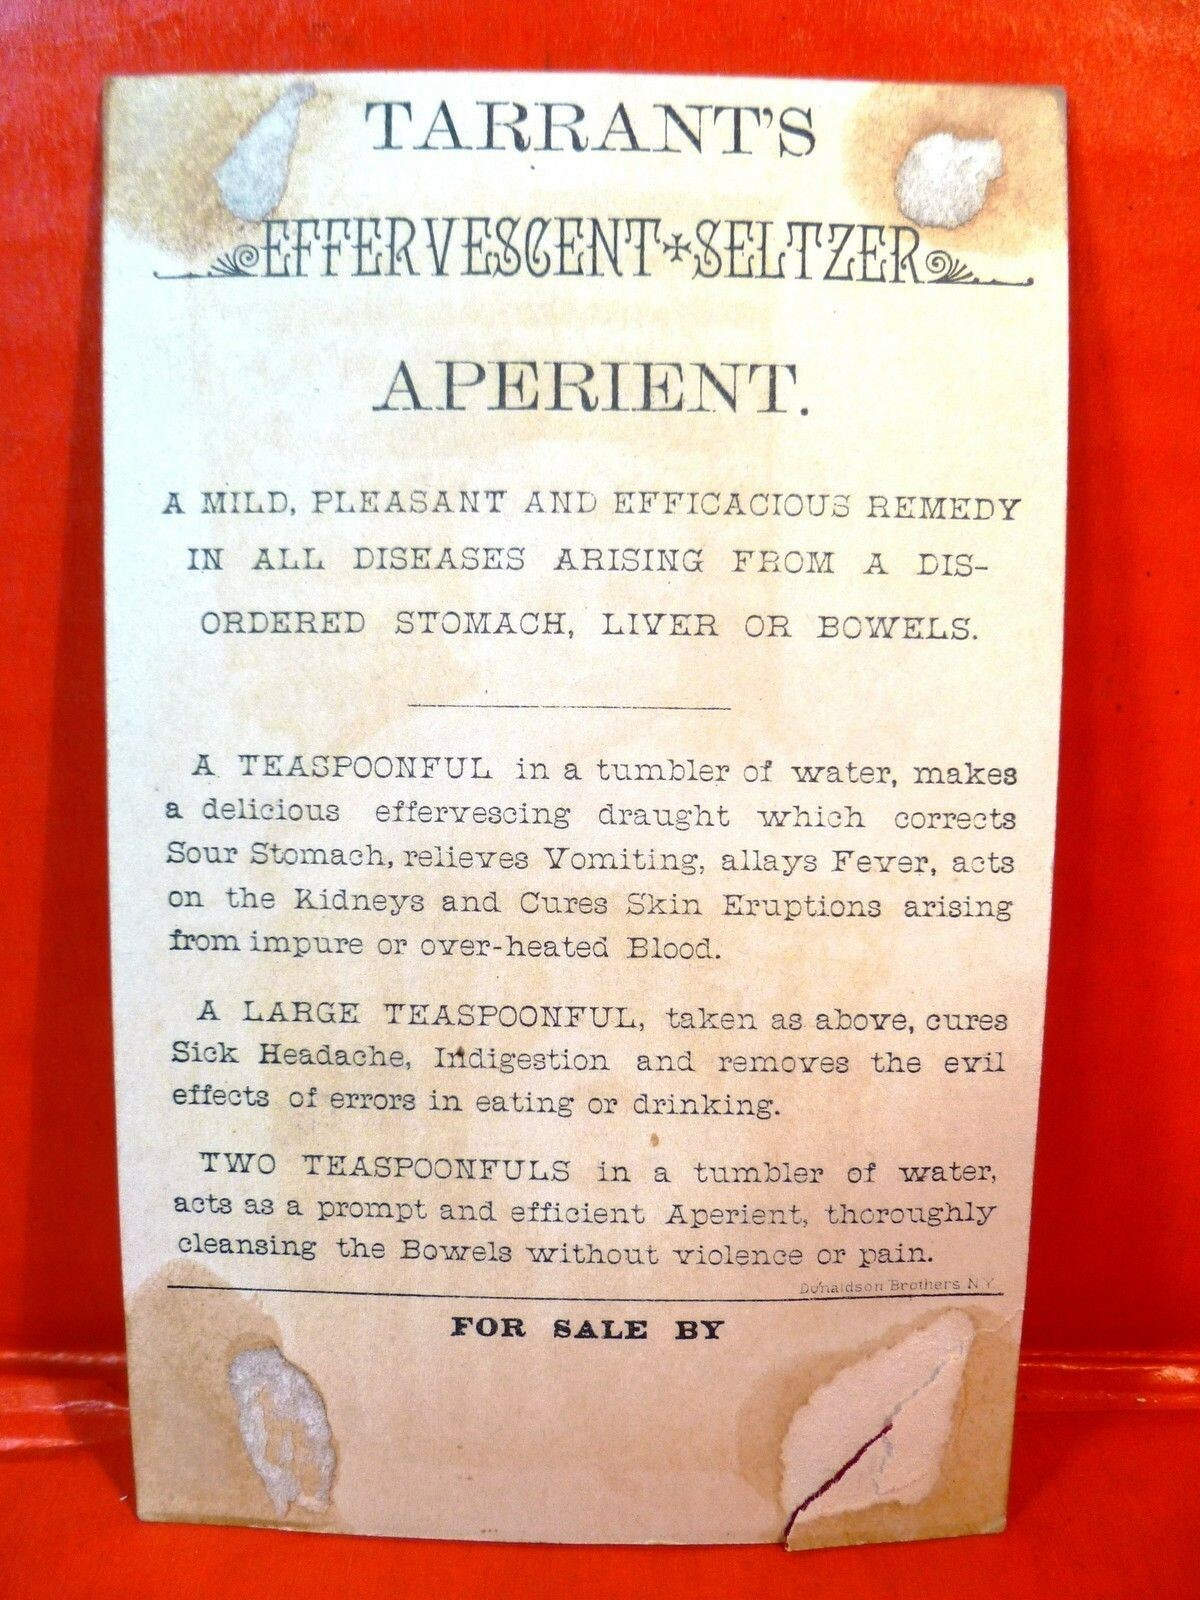 TARRANT'S
EFFERVESCENT✢SELTZER
APERIENT.
A MILD, PLEASANT AND EFFICACIOUS REMEDY
IN ALL DISEASES ARISING FROM A DIS-
ORDERED STOMACH, LIVER OR BOWELS.
A TEASPOONFUL in a tumbler of water, makes
a delicious effervescing draught which corrects
Sour Stomach, relieves Vomiting, allays Fever, acts
on the Kidneys and Cures Skin Eruptions arising
from impure or over-heated Blood.
A LARGE TEASPOONFUL, taken as above, cures
Sick Headache, Indigestion and removes the evil
effects of errors in eating or drinking.
TWO TEASPOONFULS in a tumbler of water,
acts as a prompt and efficient Aperient, thoroughly
cleansing the Bowels without violence or pain.
Donaldson Brothers N.Y.
FOR SALE BY